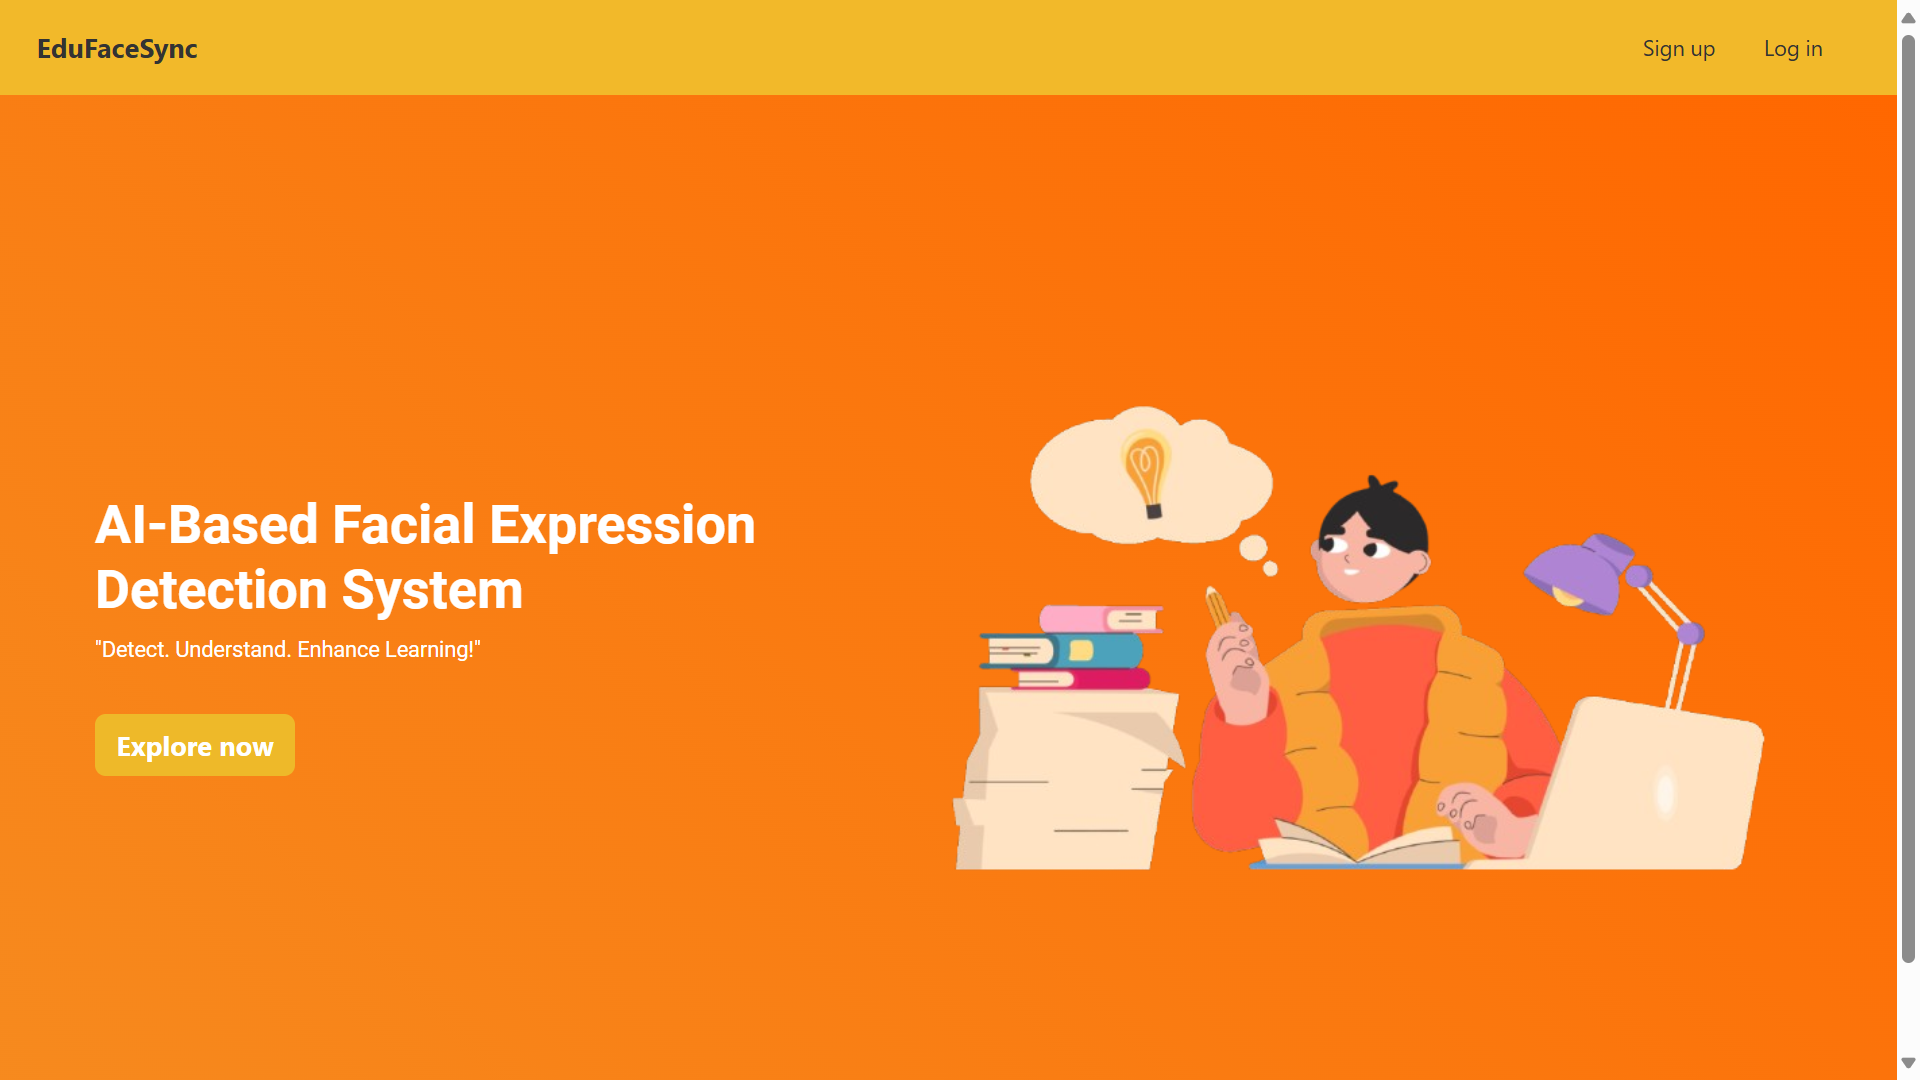 EduFaceSync
Sign up
Log in
AI-Based Facial Expression
Detection System
"Detect. Understand. Enhance Learning!"
Explore now